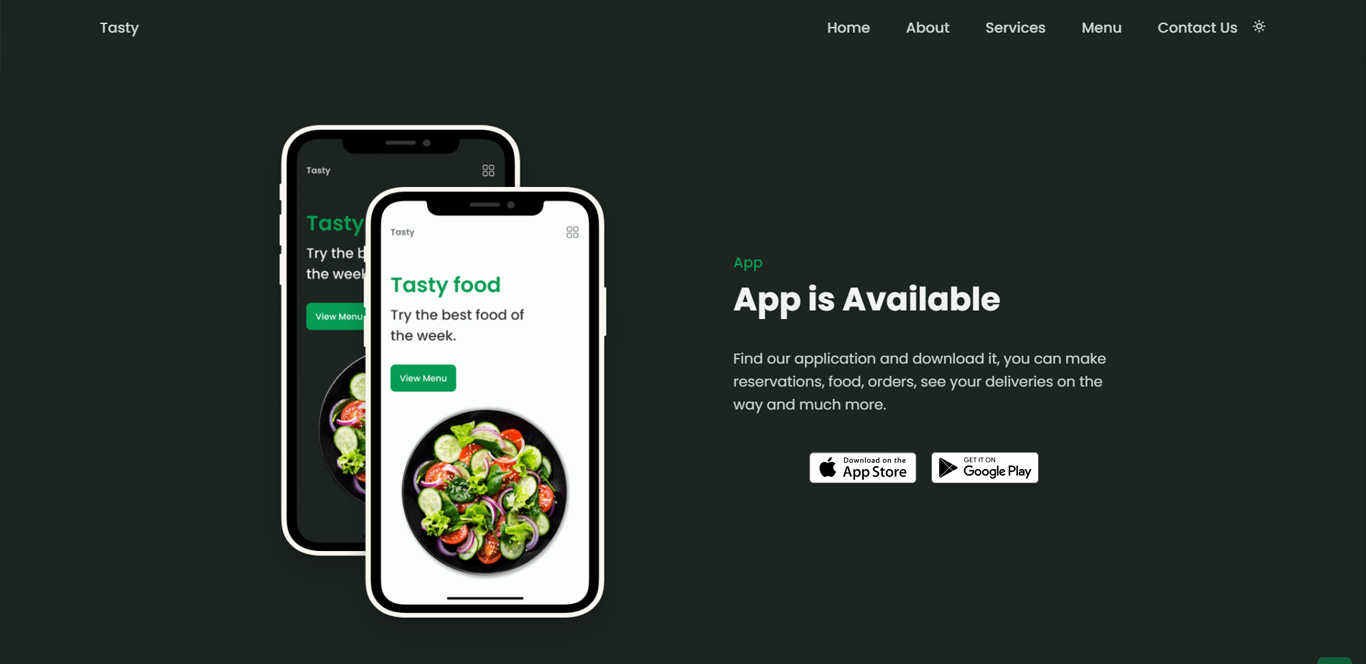 Tasty
Home About Services Menu Contact Us
Tasty
Tasty
Try the b
the week
View Menu
Tasty
Tasty food
Try the best food of
the week.
View Menu
App
App is Available
Find our application and download it, you can make
reservations, food, orders, see your deliveries on the
way and much more.
Download on the
App Store
GET IT ON
Google Play